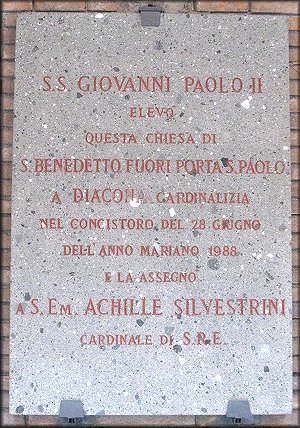 S.S. GIOVANNI PAOLO II
ELEVÒ
QUESTA CHIESA DI
S. BENEDETTO FUORI PORTA S. PAOLO
A DIACONIA CARDINALIZIA
NEL CONCISTORO DEL 28 GIUGNO
DELL'ANNO MARIANO 1988
E LA ASSEGNÒ
A S. EM. ACHILLE SILVESTRINI
CARDINALE DI S.R.E.